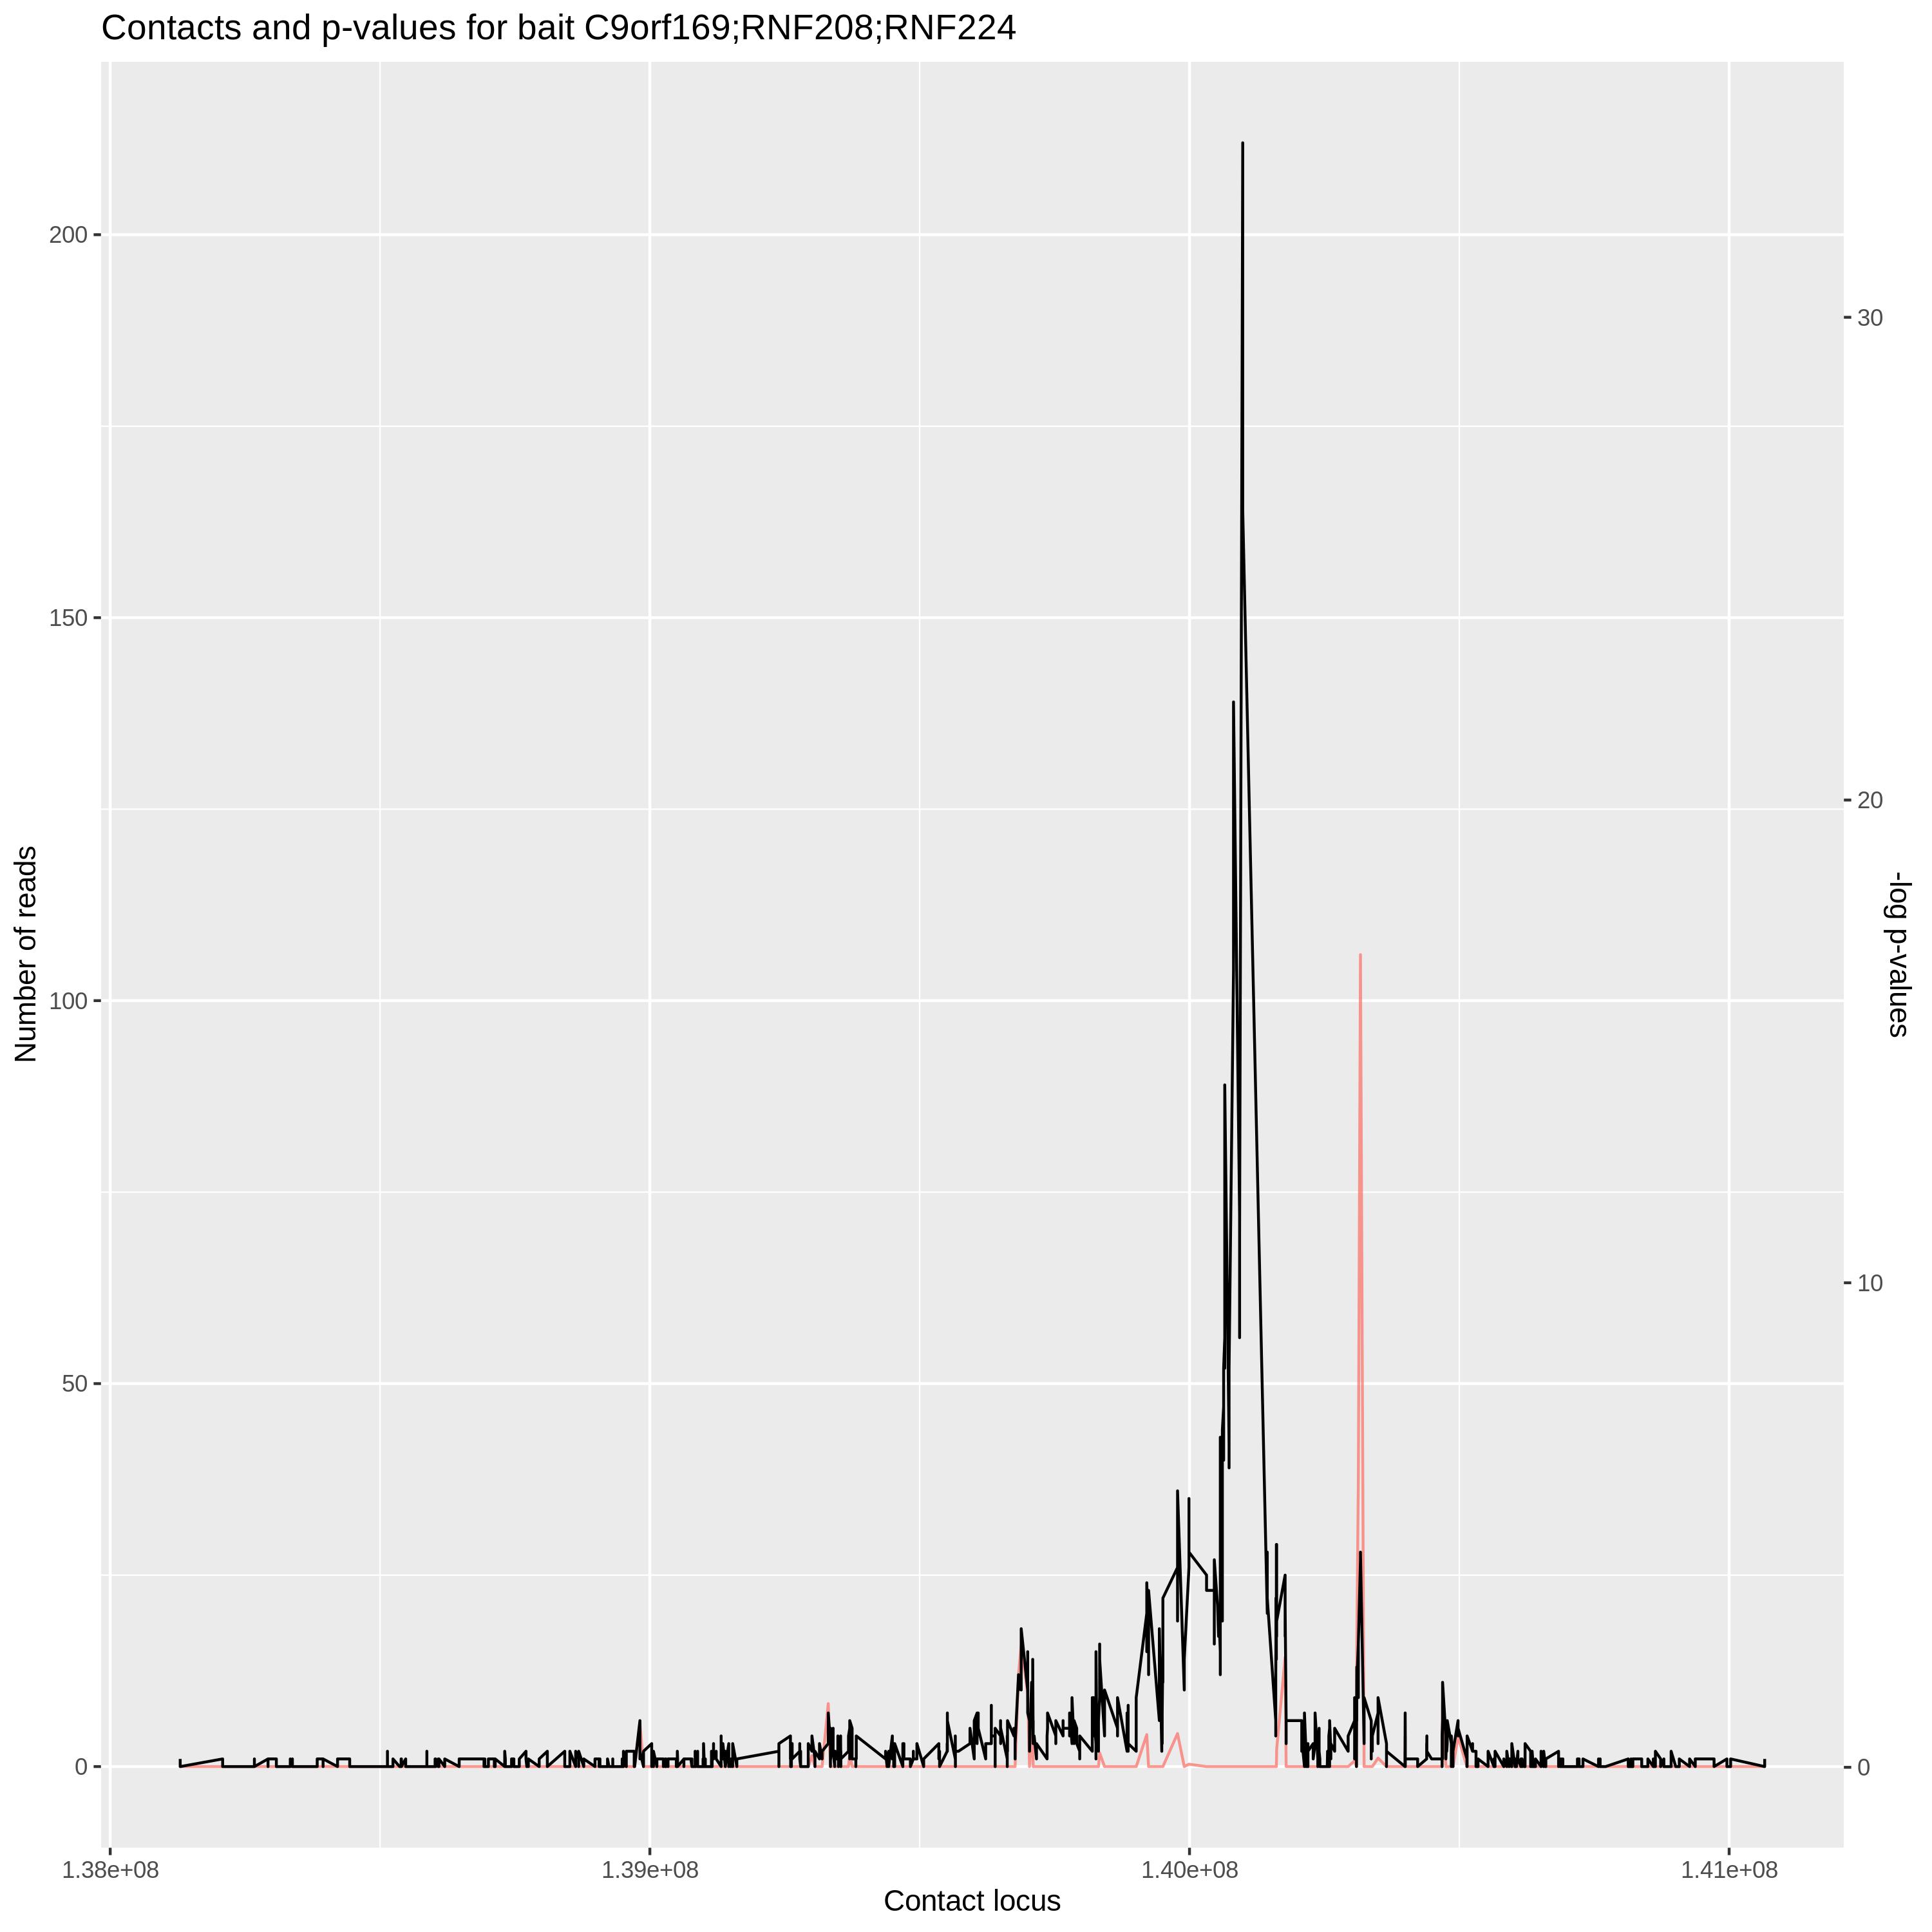 Contacts and p-values for bait C9orf169;RNF208;RNF224
200
150
100
50
0
Number of reads
30
20
10
0
-log p-values
1.38e+08
1.39e+08
1.40e+08
1.41e+08
Contact locus